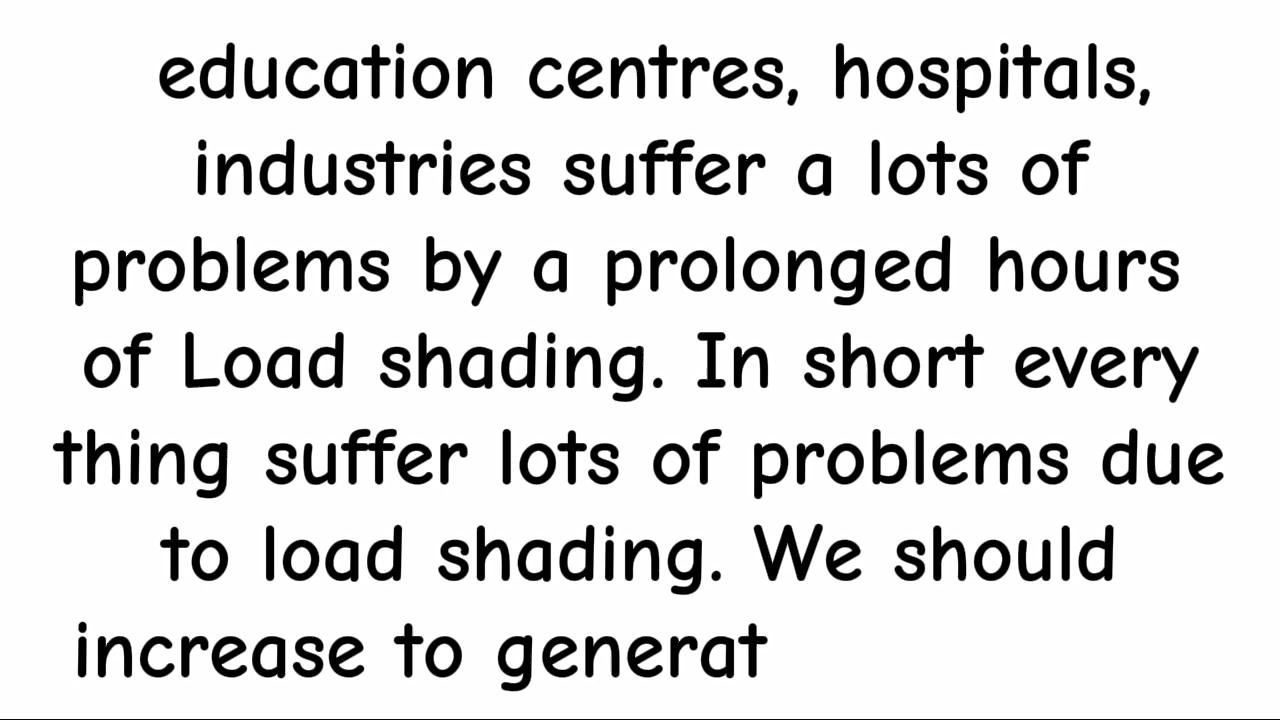 education centres, hospitals,
industries suffer a lots of
problems by a prolonged hours
of Load shading. In short every
thing suffer lots of problems due
to load shading. We should
increase to generat